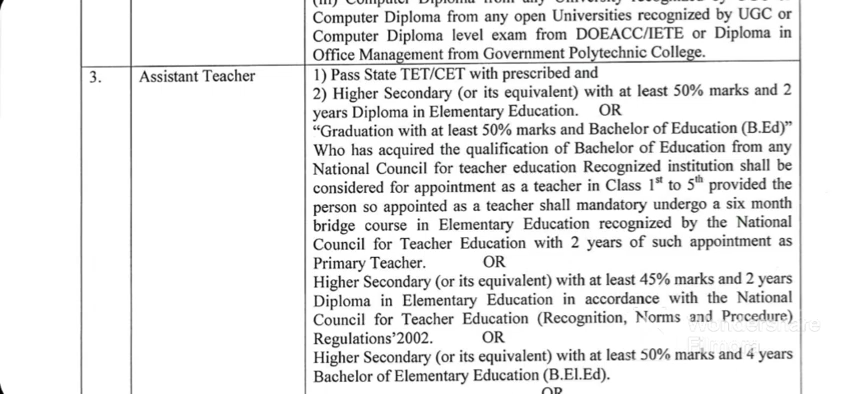 Computer Diploma from any open Universities recognized by UGC or
Computer Diploma level exam from DOEACC/IETE or Diploma in
Office Management from Government Polytechnic College.
3. Assistant Teacher 1) Pass State TET/CET with prescribed and
2) Higher Secondary (or its equivalent) with at least 50% marks and 2
years Diploma in Elementary Education. OR
“Graduation with at least 50% marks and Bachelor of Education (B.Ed)”
Who has acquired the qualification of Bachelor of Education from any
National Council for teacher education Recognized institution shall be
considered for appointment as a teacher in Class 1st to 5th provided the
person so appointed as a teacher shall mandatory undergo a six month
bridge course in Elementary Education recognized by the National
Council for Teacher Education with 2 years of such appointment as
Primary Teacher. OR
Higher Secondary (or its equivalent) with at least 45% marks and 2 years
Diploma in Elementary Education in accordance with the National
Council for Teacher Education (Recognition, Norms and Procedure)
Regulations’2002. OR
Higher Secondary (or its equivalent) with at least 50% marks and 4 years
Bachelor of Elementary Education (B.El.Ed).
OR
Wondershare